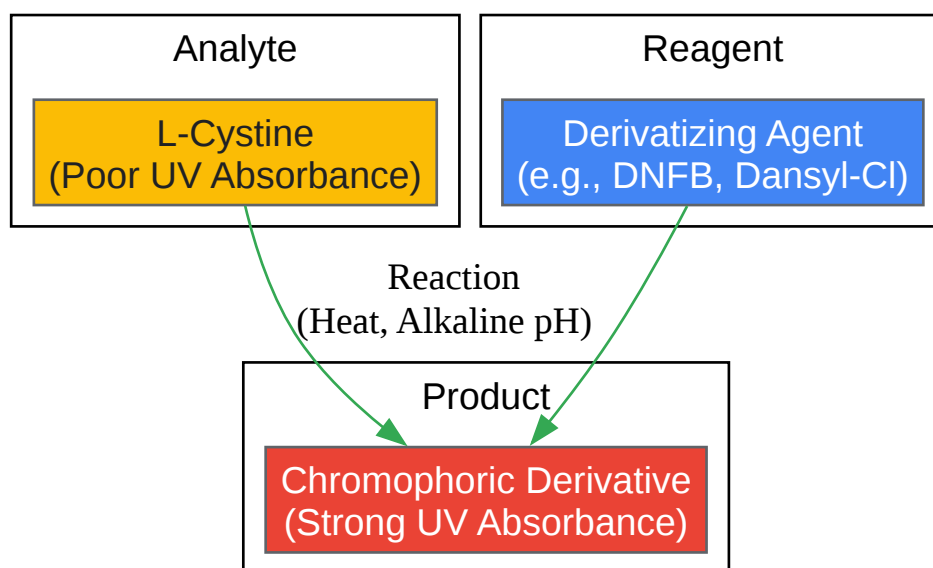 Analyte
Reagent
L-Cystine
(Poor UV Absorbance)
Derivatizing Agent
(e.g., DNFB, Dansyl-Cl)
Reaction
(Heat, Alkaline pH)
Product
Chromophoric Derivative
(Strong UV Absorbance)